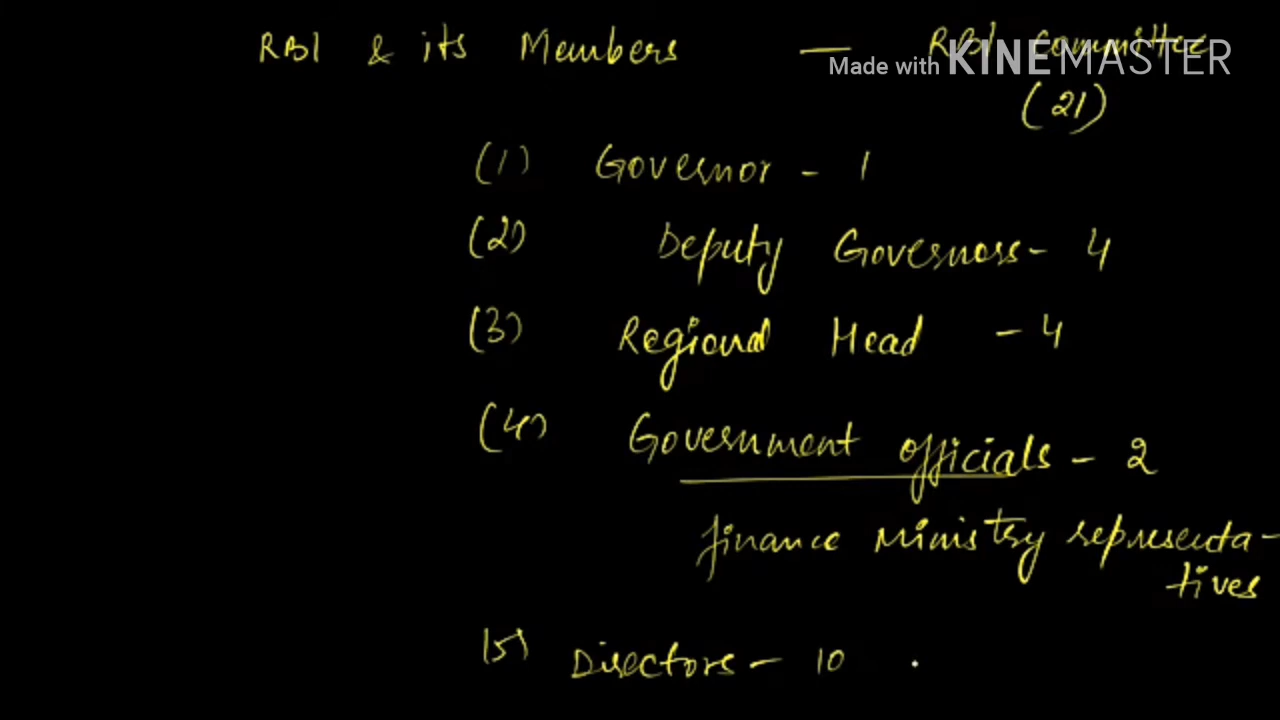 RBI & its Members — RBI Committee
Made with KINEMASTER
(21)
(1) Governor - 1
(2) Deputy Governors - 4
(3) Regional Head - 4
(4) Government officials - 2
finance ministry representa-
tives
(5) Directors - 10